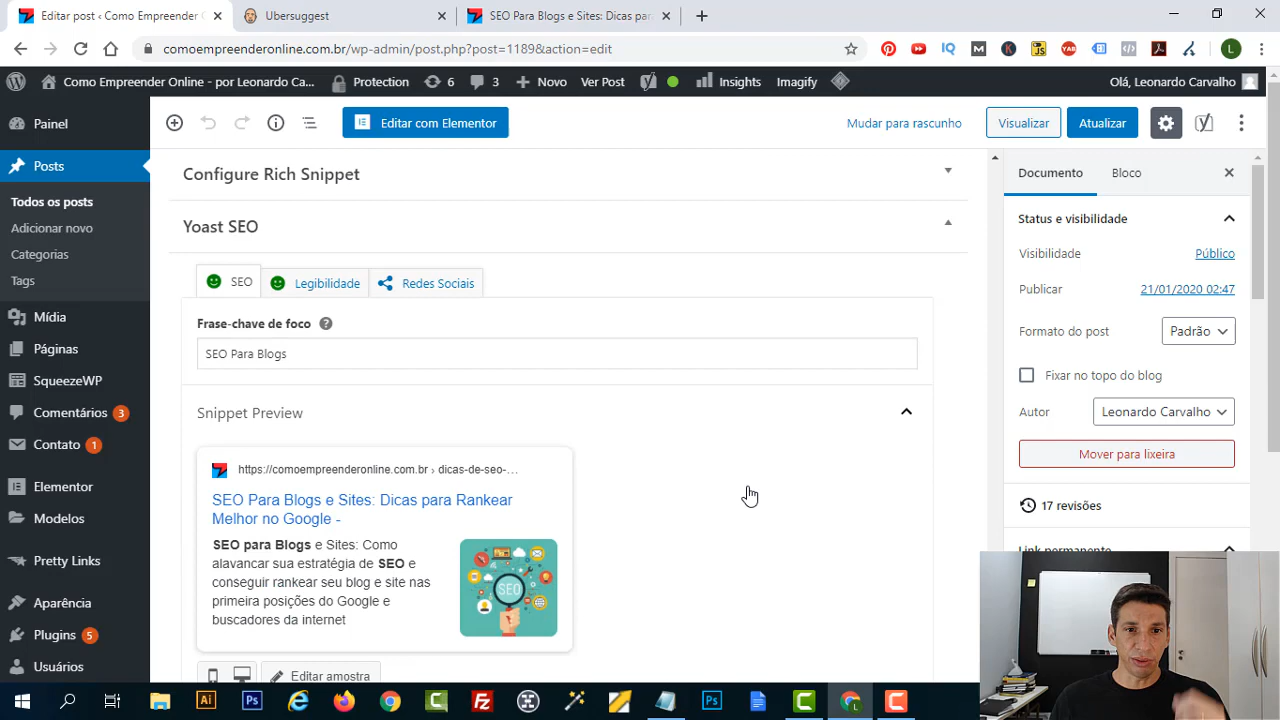 Editar post ‹ Como Empreender O
Ubersuggest
SEO Para Blogs e Sites: Dicas par
comoempreenderonline.com.br/wp-admin/post.php?post=1189&action=edit
Como Empreender Online - por Leonardo Ca...
Protection
6
3
Novo
Ver Post
Insights
Imagify
Olá, Leonardo Carvalho
Painel
Posts
Todos os posts
Adicionar novo
Categorias
Tags
Mídia
Páginas
SqueezeWP
Comentários 3
Contato 1
Elementor
Modelos
Pretty Links
Aparência
Plugins 5
Usuários
Editar com Elementor
Mudar para rascunho
Visualizar
Atualizar
Configure Rich Snippet
Yoast SEO
SEO
Legibilidade
Redes Sociais
Frase-chave de foco
SEO Para Blogs
Snippet Preview
https://comoempreenderonline.com.br › dicas-de-seo-...
SEO Para Blogs e Sites: Dicas para Rankear
Melhor no Google -
SEO para Blogs e Sites: Como
alavancar sua estratégia de SEO e
conseguir rankear seu blog e site nas
primeira posições do Google e
buscadores da internet
SEO
Editar amostra
Documento
Bloco
Status e visibilidade
Visibilidade
Público
Publicar
21/01/2020 02:47
Formato do post
Padrão
Fixar no topo do blog
Autor
Leonardo Carvalho
Mover para lixeira
17 revisões
Link permanente